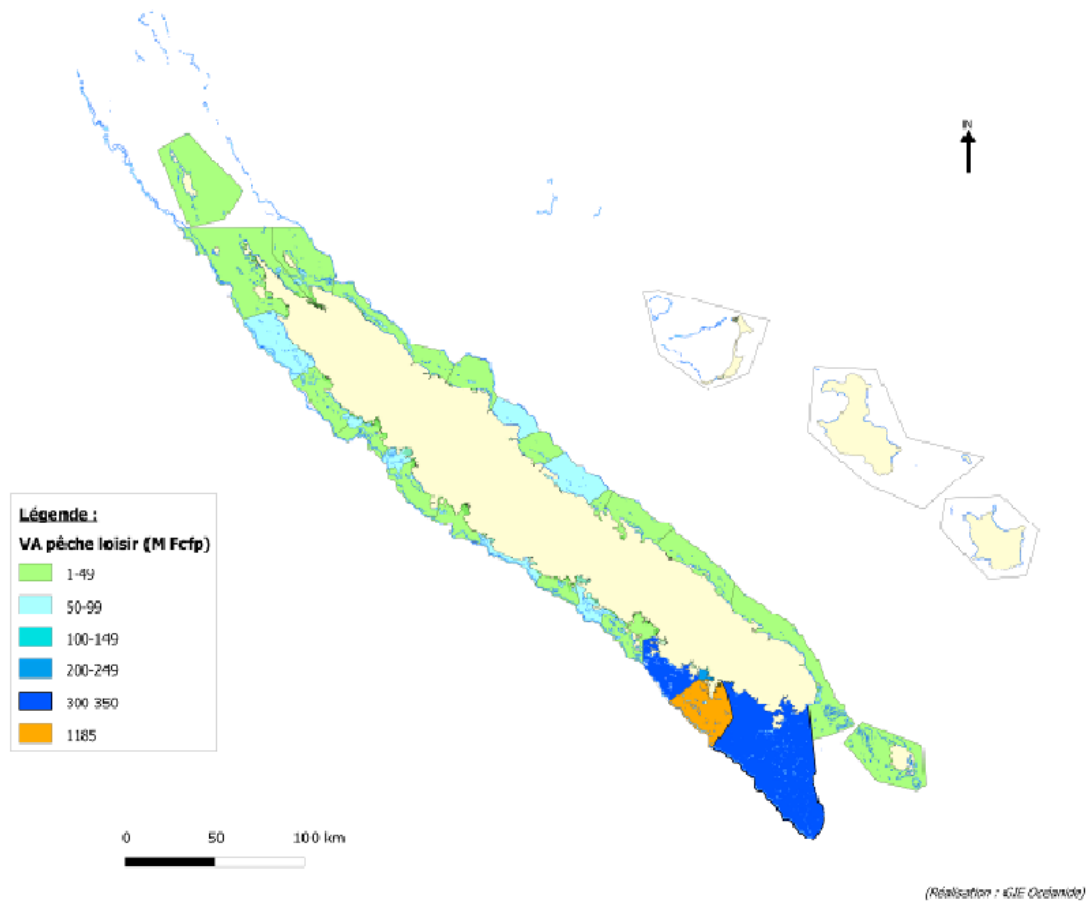 N
Légende :
VA pêche loisir (M Fcfp)
1-49
50-99
100-149
200-249
300 350
1185
0 50 100 km
(Réalisation : GIE Océanide)